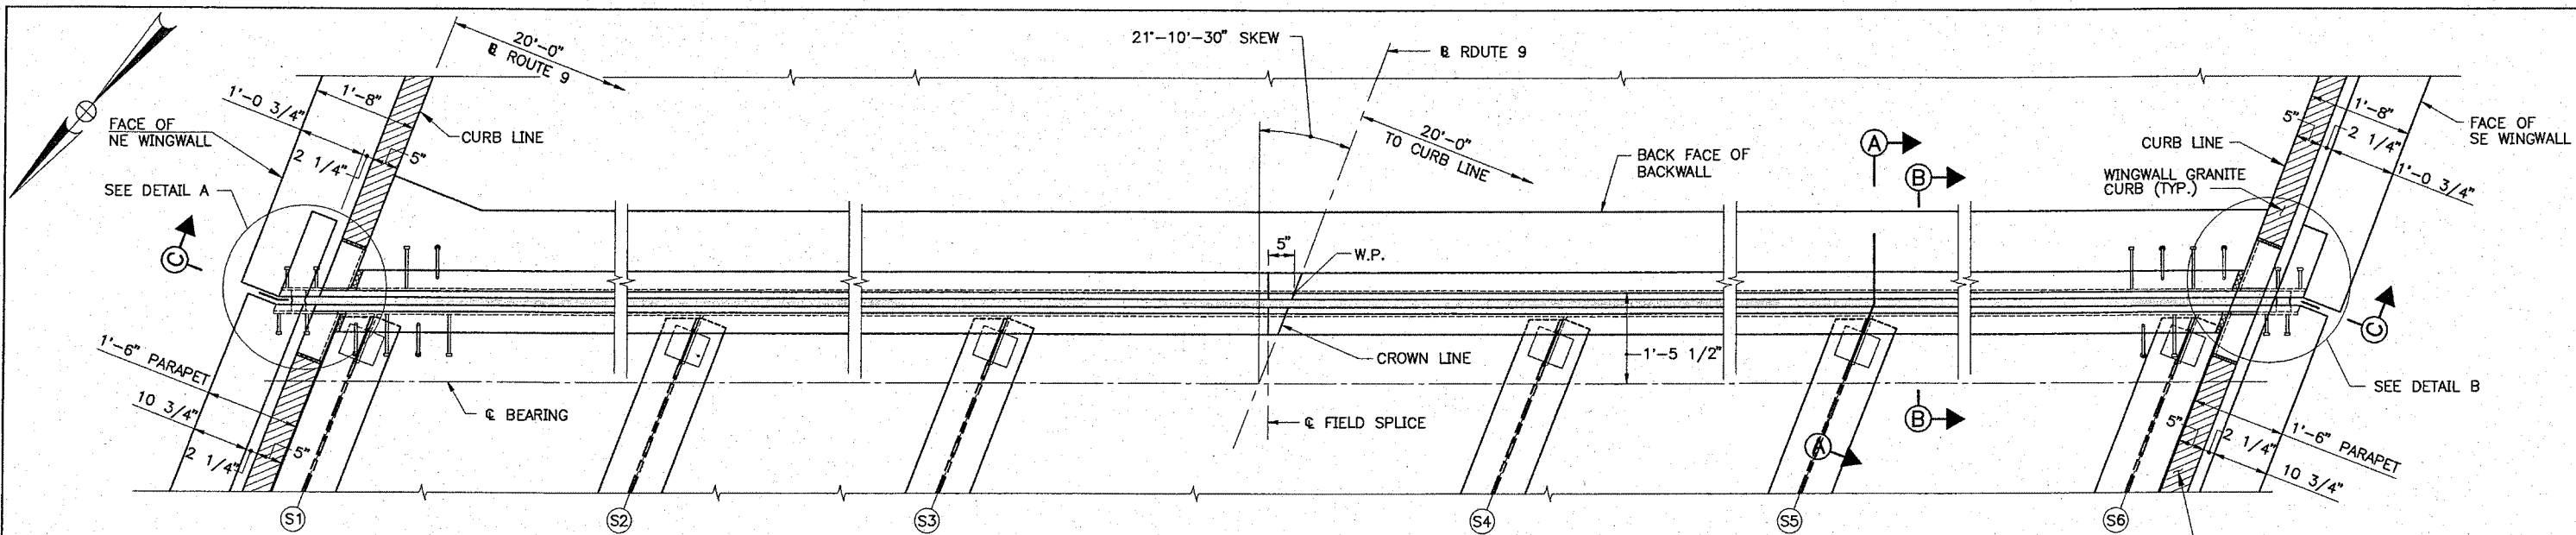 20'-0"
℄ ROUTE 9
21°-10'-30" SKEW
℄ RDUTE 9
1'-0 3/4"
1'-8"
FACE OF
NE WINGWALL
CURB LINE
2 1/4"
5"
SEE DETAIL A
20'-0"
TO CURB LINE
BACK FACE OF
BACKWALL
A
B
CURB LINE
5"
1'-8"
2 1/4"
1'-0 3/4"
FACE OF
SE WINGWALL
WINGWALL GRANITE
CURB (TYP.)
C
5"
W.P.
C
1'-6" PARAPET
10 3/4"
2 1/4"
5"
℄ BEARING
CROWN LINE
1'-5 1/2"
℄ FIELD SPLICE
B
A
SEE DETAIL B
1'-6" PARAPET
5"
2 1/4"
10 3/4"
S1
S2
S3
S4
S5
S6